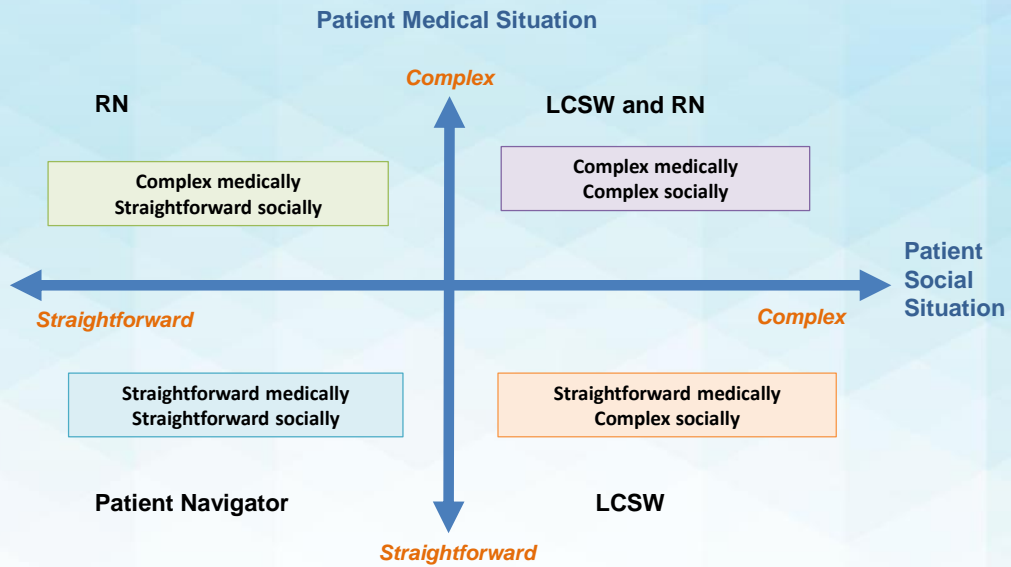 Patient Medical Situation
Complex
RN
LCSW and RN
Complex medically
Straightforward socially
Complex medically
Complex socially
Patient
Social
Situation
Straightforward
Complex
Straightforward medically
Straightforward socially
Straightforward medically
Complex socially
Patient Navigator
LCSW
Straightforward